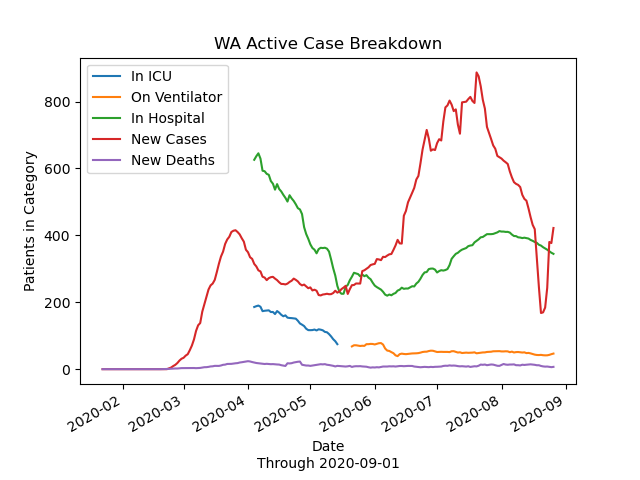 WA Active Case Breakdown
In ICU
On Ventilator
In Hospital
New Cases
New Deaths
Patients in Category
800
600
400
200
0
2020-02
2020-03
2020-04
2020-05
2020-06
2020-07
2020-08
2020-09
Date
Through 2020-09-01